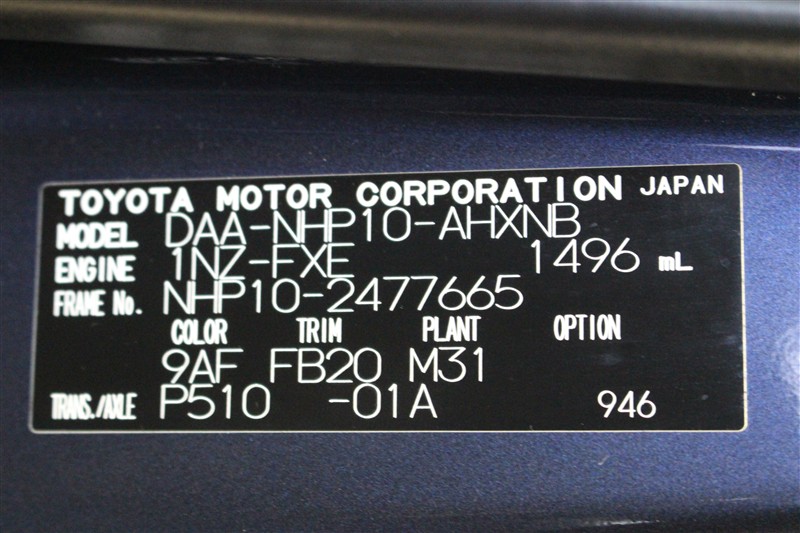 TOYOTA MOTOR CORPORATION JAPAN
MODEL DAA-NHP10-AHXNB
ENGINE 1NZ-FXE 1496 mL
FRAME No. NHP10-2477665
COLOR TRIM PLANT OPTION
9AF FB20 M31
TRANS./AXLE P510 -01A 946